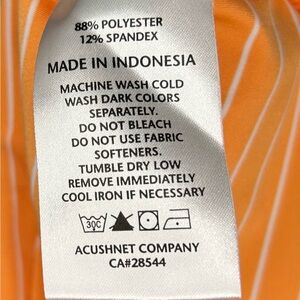 88% POLYESTER
12% SPANDEX
MADE IN INDONESIA
MACHINE WASH COLD
WASH DARK COLORS
SEPARATELY.
DO NOT BLEACH
DO NOT USE FABRIC
SOFTENERS.
TUMBLE DRY LOW
REMOVE IMMEDIATELY
COOL IRON IF NECESSARY
30C
ACUSHNET COMPANY
CA#28544